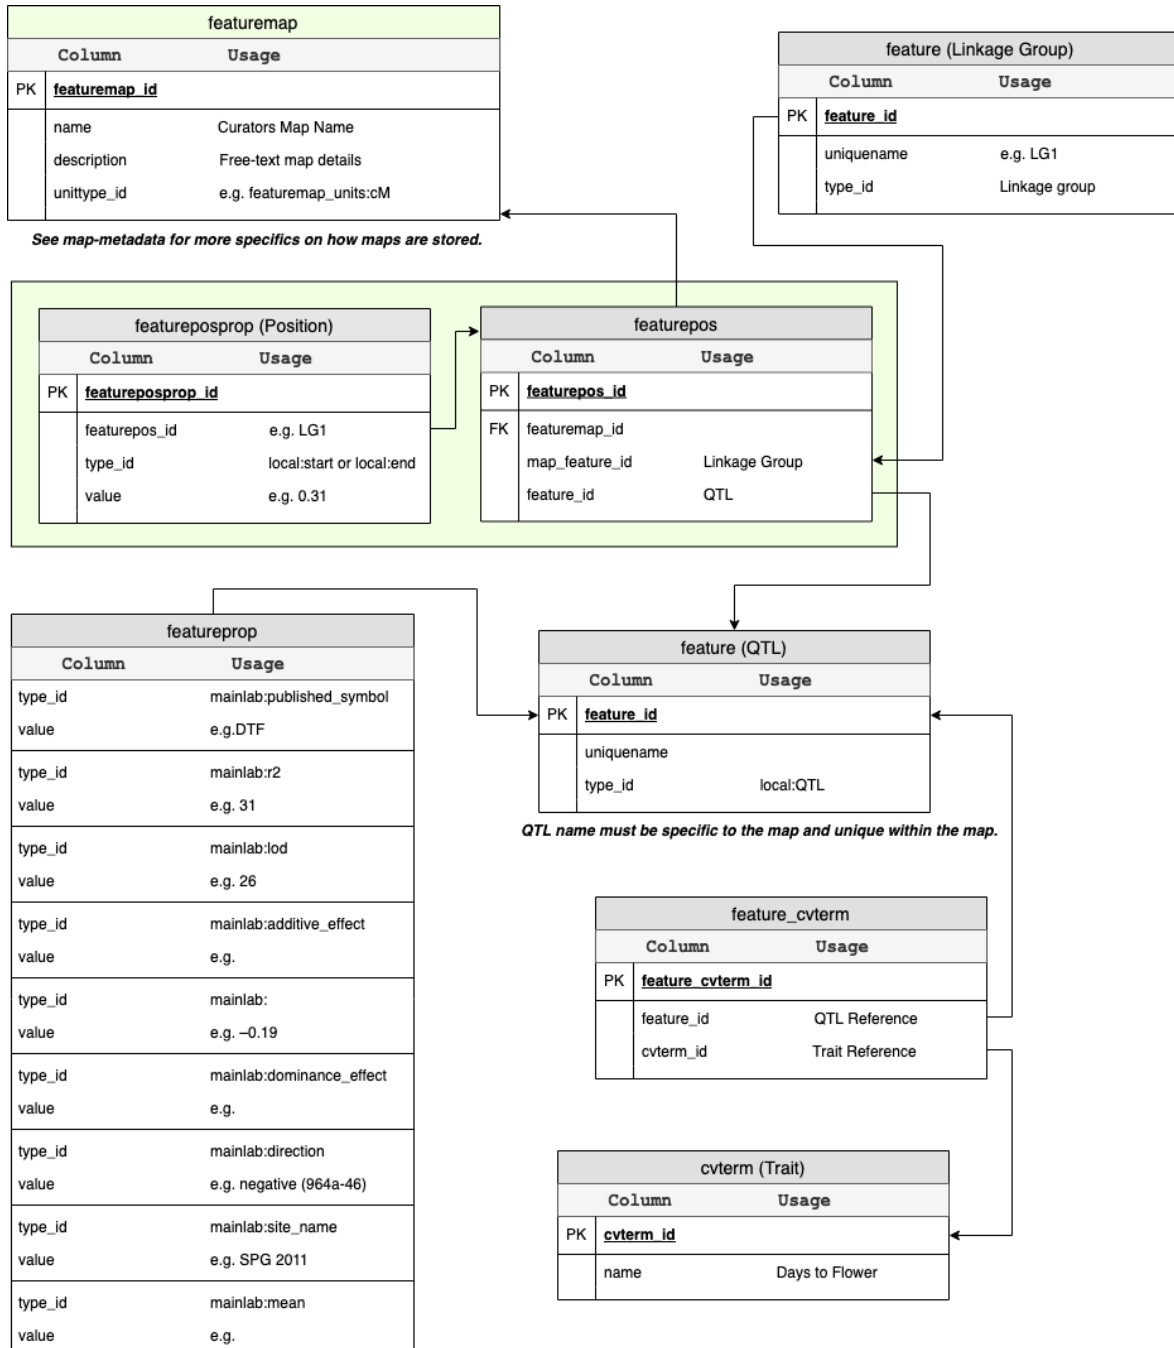 featuremap
Column Usage
PK featuremap_id
name Curators Map Name
description Free-text map details
unittype_id e.g. featuremap_units:cM
See map-metadata for more specifics on how maps are stored.
feature (Linkage Group)
Column Usage
PK feature_id
uniquename e.g. LG1
type_id Linkage group
featureposprop (Position)
Column Usage
PK featureposprop_id
featurepos_id e.g. LG1
type_id local:start or local:end
value e.g. 0.31
featurepos
Column Usage
PK featurepos_id
FK featuremap_id
map_feature_id Linkage Group
feature_id QTL
featureprop
Column Usage
type_id mainlab:published_symbol
value e.g.DTF
type_id mainlab:r2
value e.g. 31
type_id mainlab:lod
value e.g. 26
type_id mainlab:additive_effect
value e.g.
type_id mainlab:
value e.g. –0.19
type_id mainlab:dominance_effect
value e.g.
type_id mainlab:direction
value e.g. negative (964a-46)
type_id mainlab:site_name
value e.g. SPG 2011
type_id mainlab:mean
value e.g.
feature (QTL)
Column Usage
PK feature_id
uniquename
type_id local:QTL
QTL name must be specific to the map and unique within the map.
feature_cvterm
Column Usage
PK feature_cvterm_id
feature_id QTL Reference
cvterm_id Trait Reference
cvterm (Trait)
Column Usage
PK cvterm_id
name Days to Flower